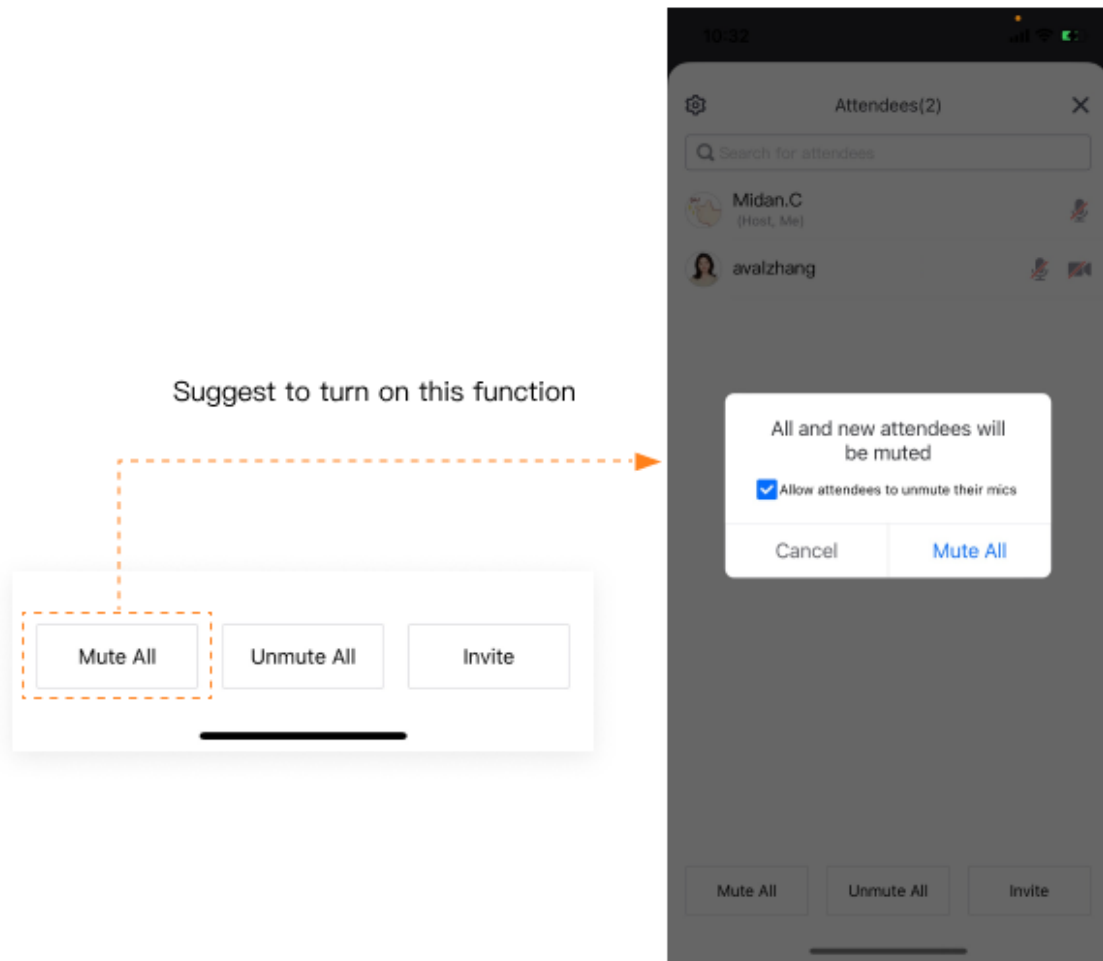 Suggest to turn on this function
Mute All
Unmute All
Invite
10:32
Attendees(2)
Search for attendees
Midan.C
(Host, Me)
avalzhang
All and new attendees will
be muted
Allow attendees to unmute their mics
Cancel
Mute All
Mute All
Unmute All
Invite